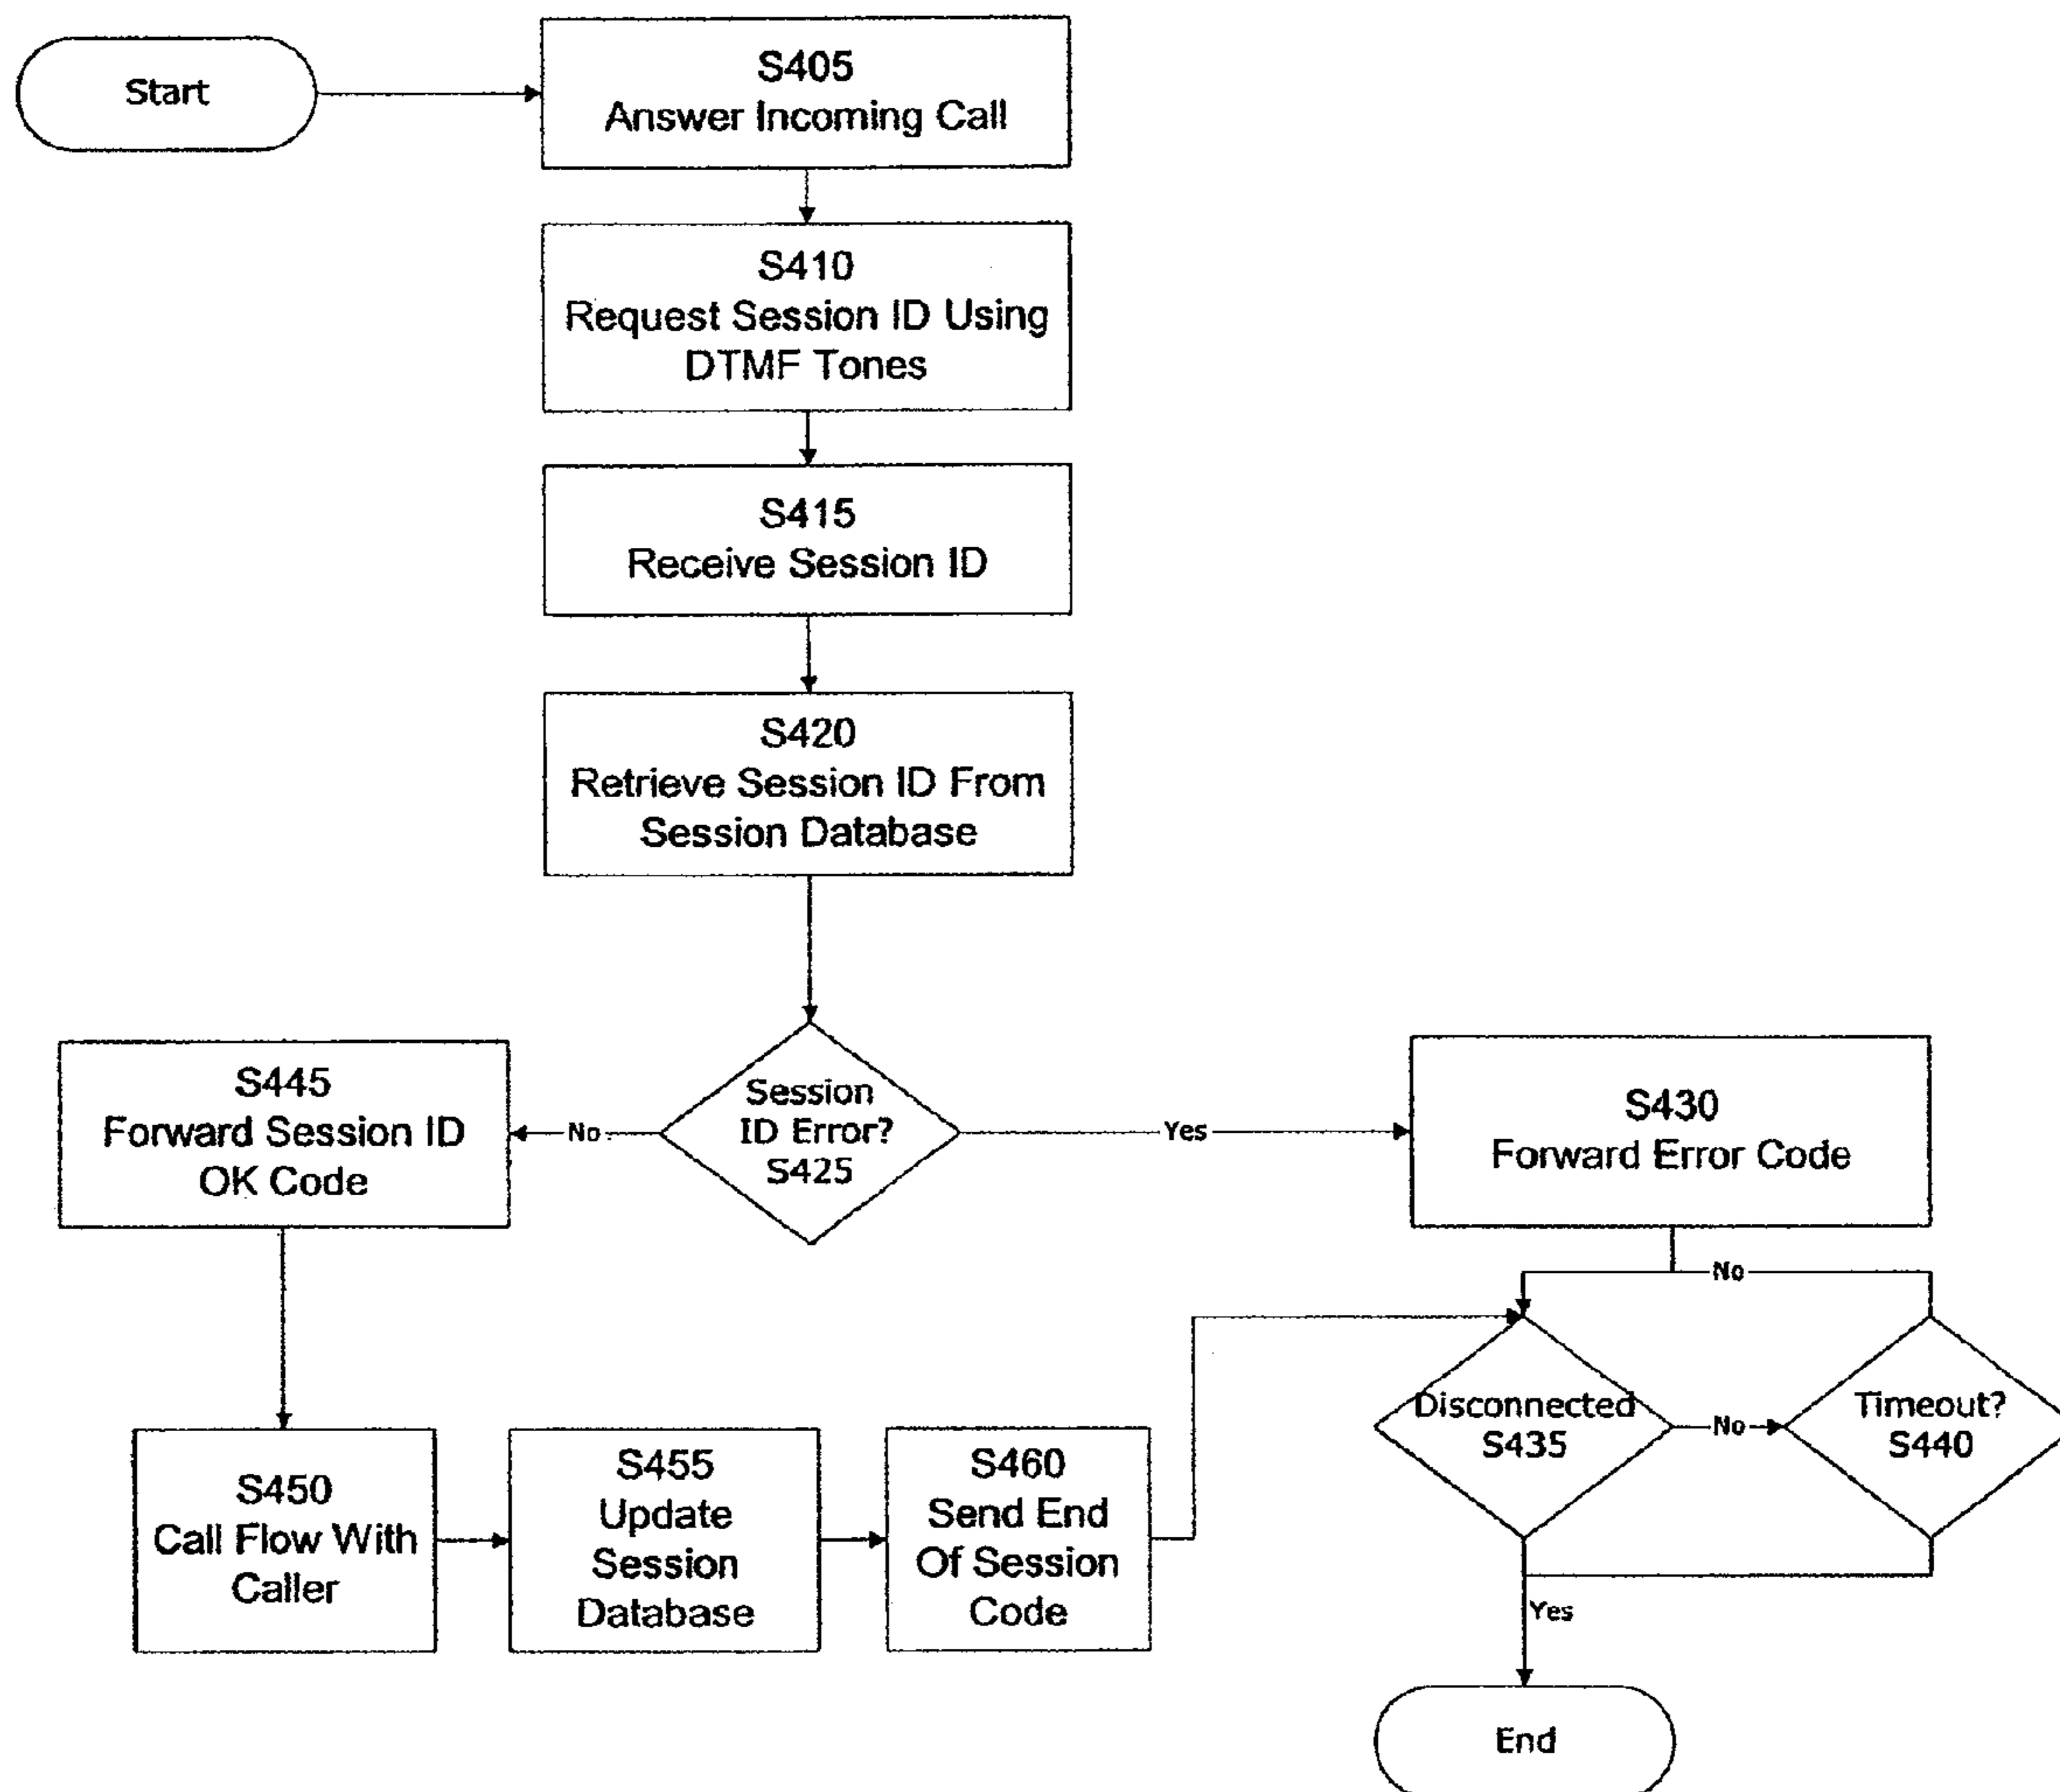 Start
S405
Answer Incoming Call
S410
Request Session ID Using
DTMF Tones
S415
Receive Session ID
S420
Retrieve Session ID From
Session Database
Session
ID Error?
S425
No
Yes
S445
Forward Session ID
OK Code
S430
Forward Error Code
No
Disconnected
S435
No
Timeout?
S440
S450
Call Flow With
Caller
S455
Update
Session
Database
S460
Send End
Of Session
Code
Yes
End